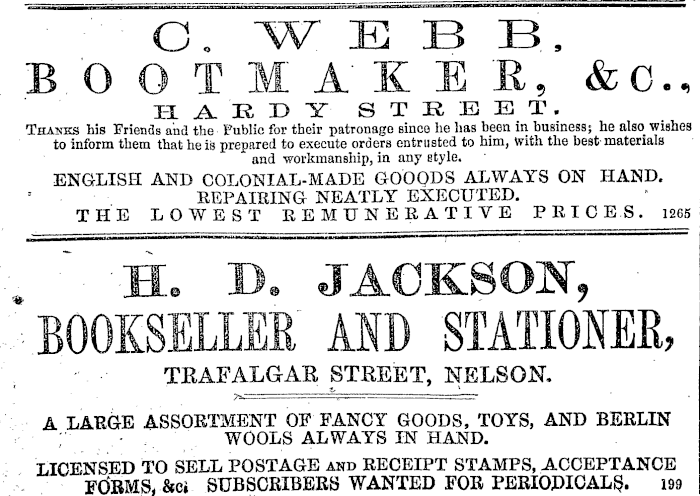 C. WEBB,
BOOTMAKER, &c.,
HARDY STREET.
THANKS his Friends and the Public for their patronage since he has been in business; he also wishes
to inform them that he is prepared to execute orders entrusted to him, with the best materials
and workmanship, in any style.
ENGLISH AND COLONIAL-MADE GOOODS ALWAYS ON HAND.
REPAIRING NEATLY EXECUTED.
THE LOWEST REMUNERATIVE PRICES. 1265
H. D. JACKSON,
BOOKSELLER AND STATIONER,
TRAFALGAR STREET, NELSON.
A LARGE ASSORTMENT OF FANCY GOODS, TOYS, AND BERLIN
WOOLS ALWAYS IN HAND.
LICENSED TO SELL POSTAGE AND RECEIPT STAMPS, ACCEPTANCE
FORMS, &c. SUBSCRIBERS WANTED FOR PERIODICALS. 199